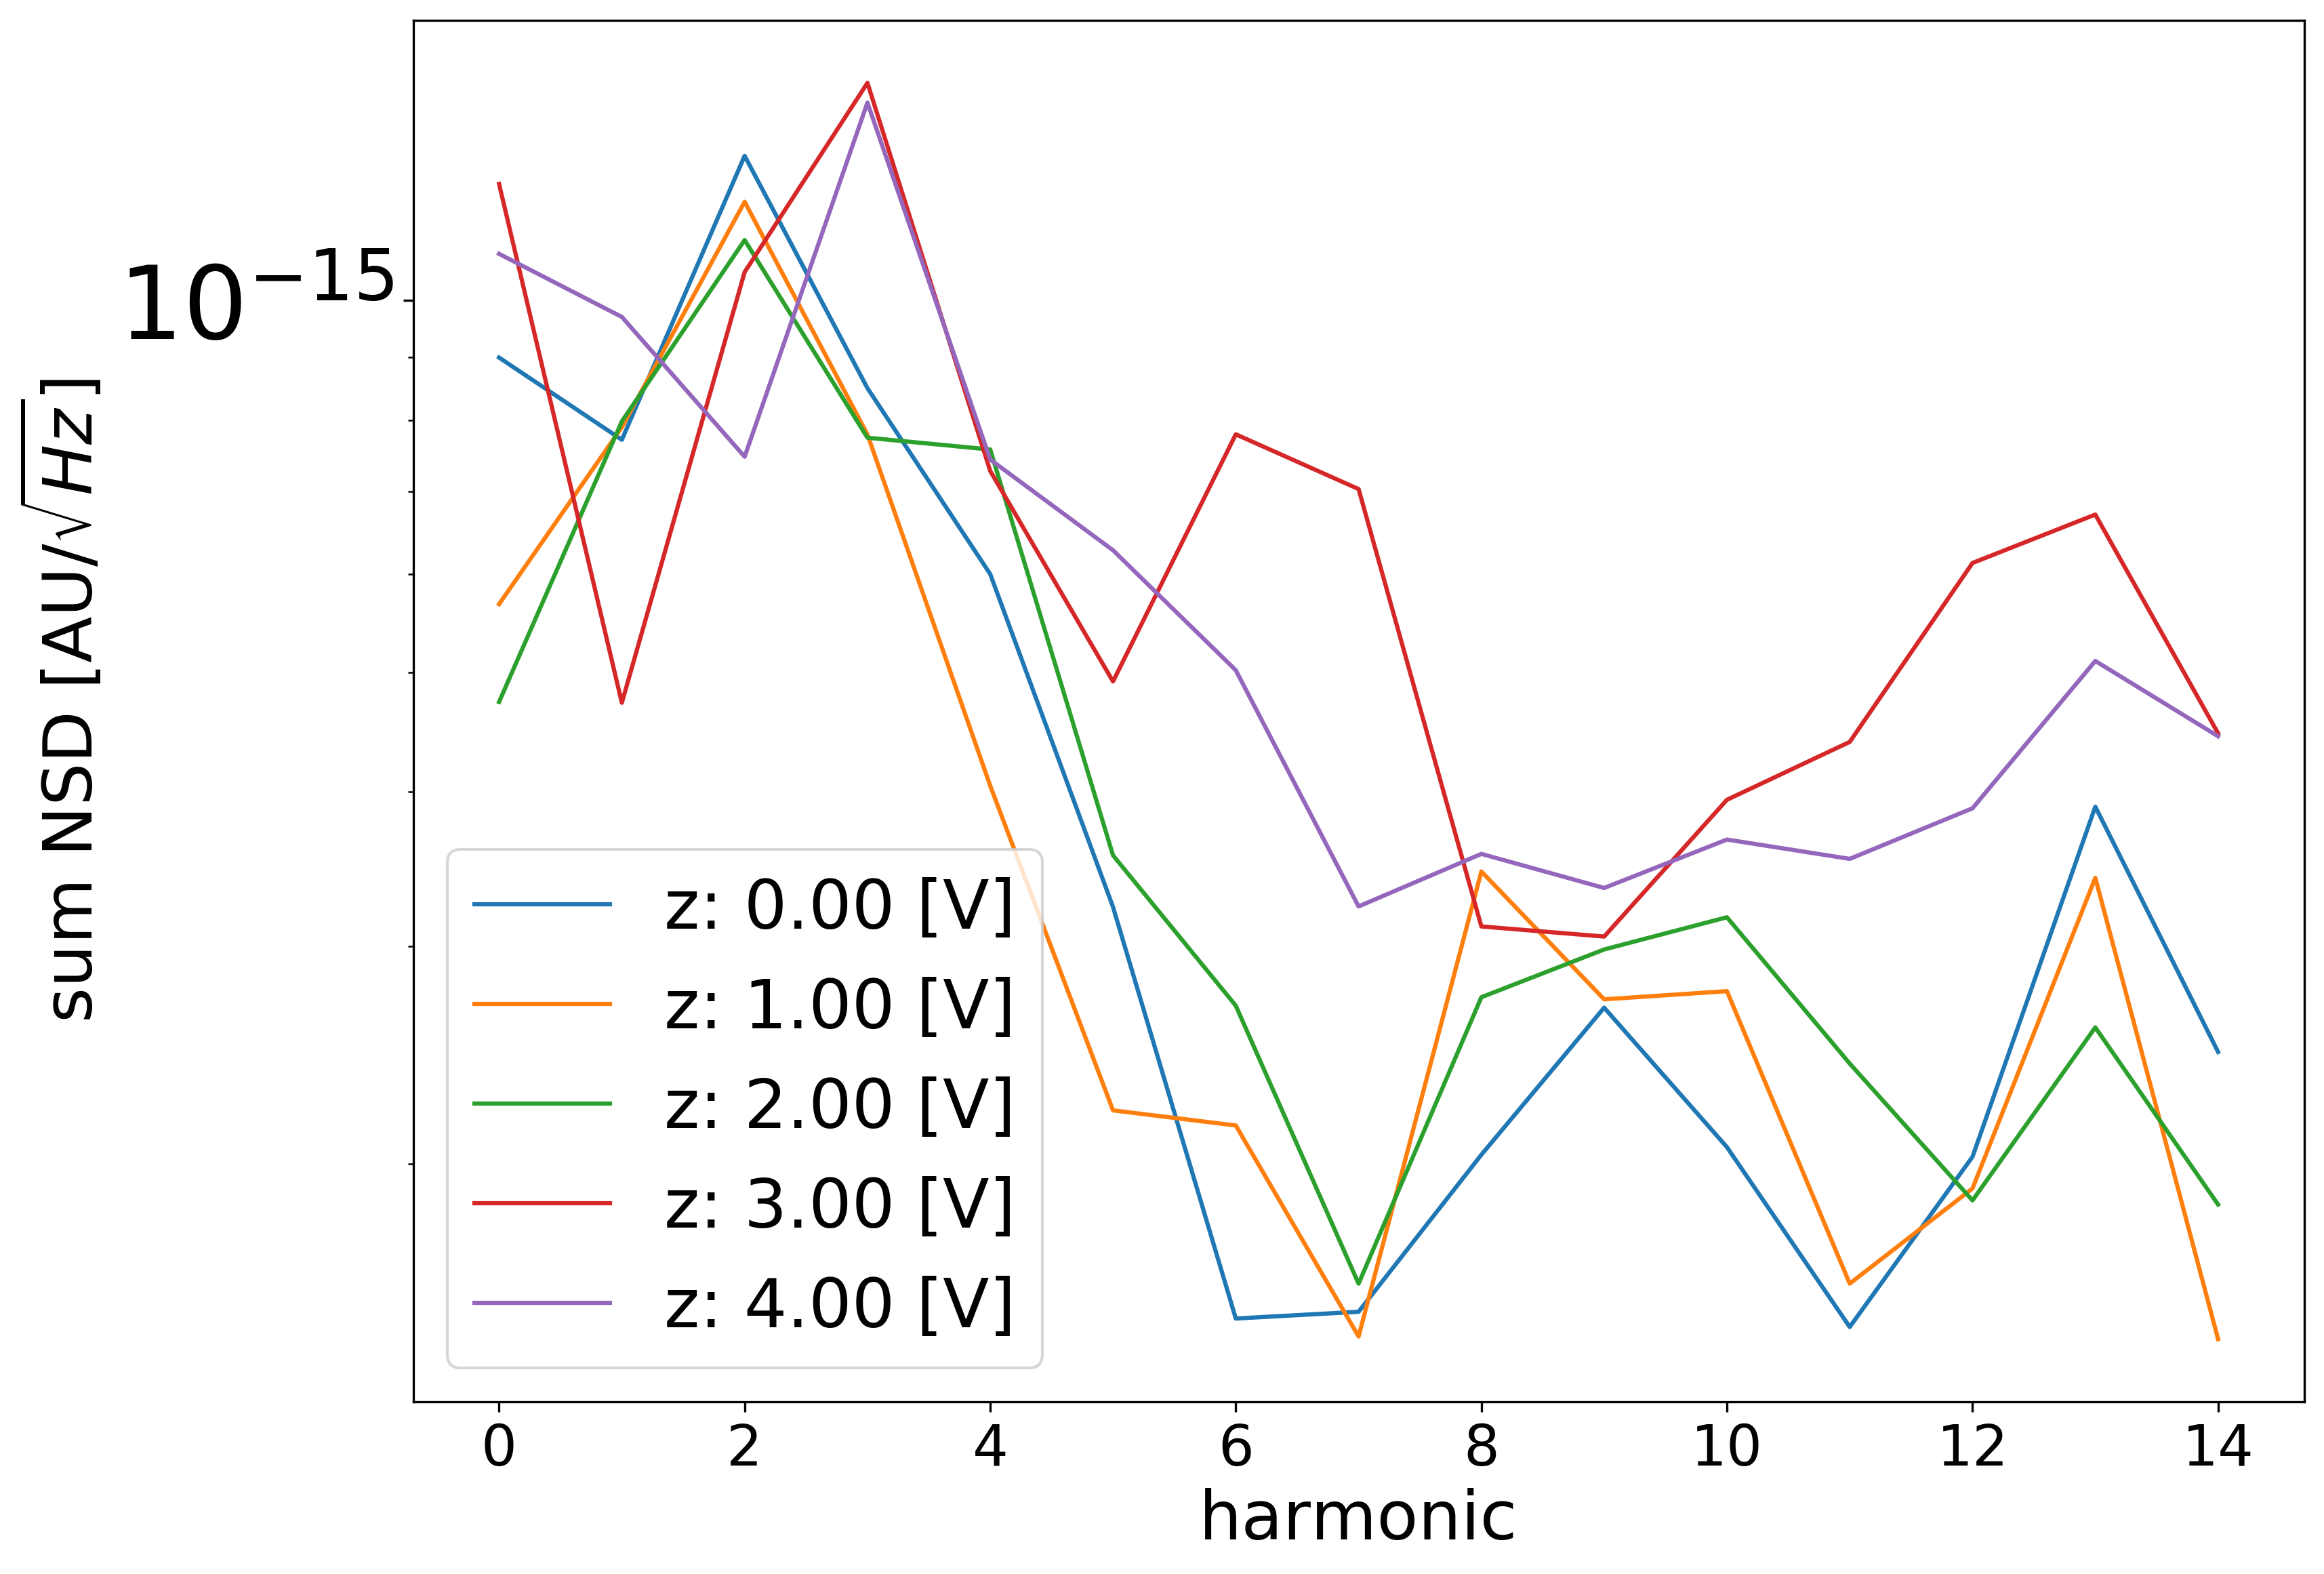 10⁻¹⁵
sum NSD [AU/√Hz]
z: 0.00 [V]
z: 1.00 [V]
z: 2.00 [V]
z: 3.00 [V]
z: 4.00 [V]
0 2 4 6 8 10 12 14
harmonic